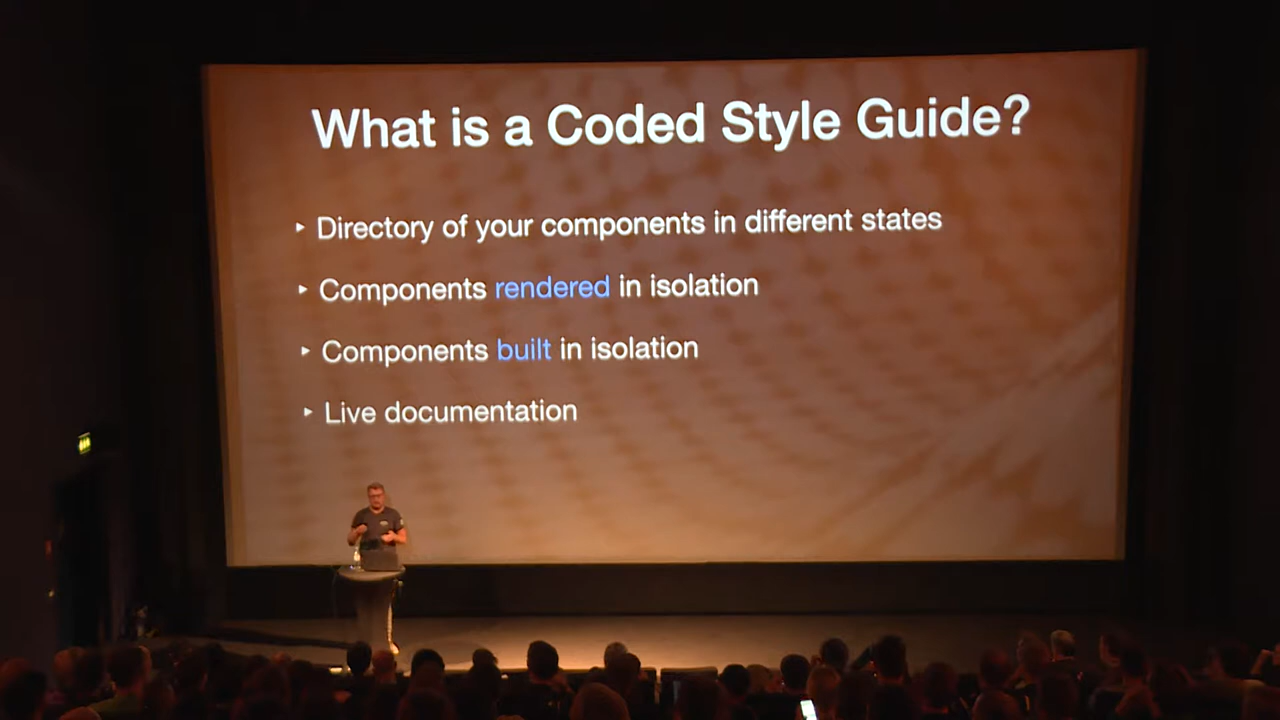 What is a Coded Style Guide?
‣ Directory of your components in different states
‣ Components rendered in isolation
‣ Components built in isolation
‣ Live documentation